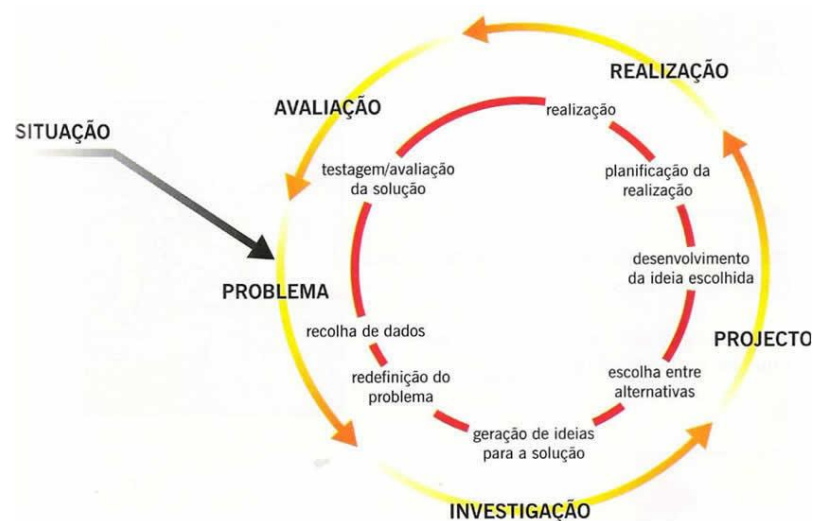 REALIZAÇÃO
AVALIAÇÃO
SITUAÇÃO
realização
testagem/avaliação
da solução
planificação da
realização
desenvolvimento
da ideia escolhida
PROBLEMA
recolha de dados
PROJECTO
redefinição do
problema
escolha entre
alternativas
geração de ideias
para a solução
INVESTIGAÇÃO